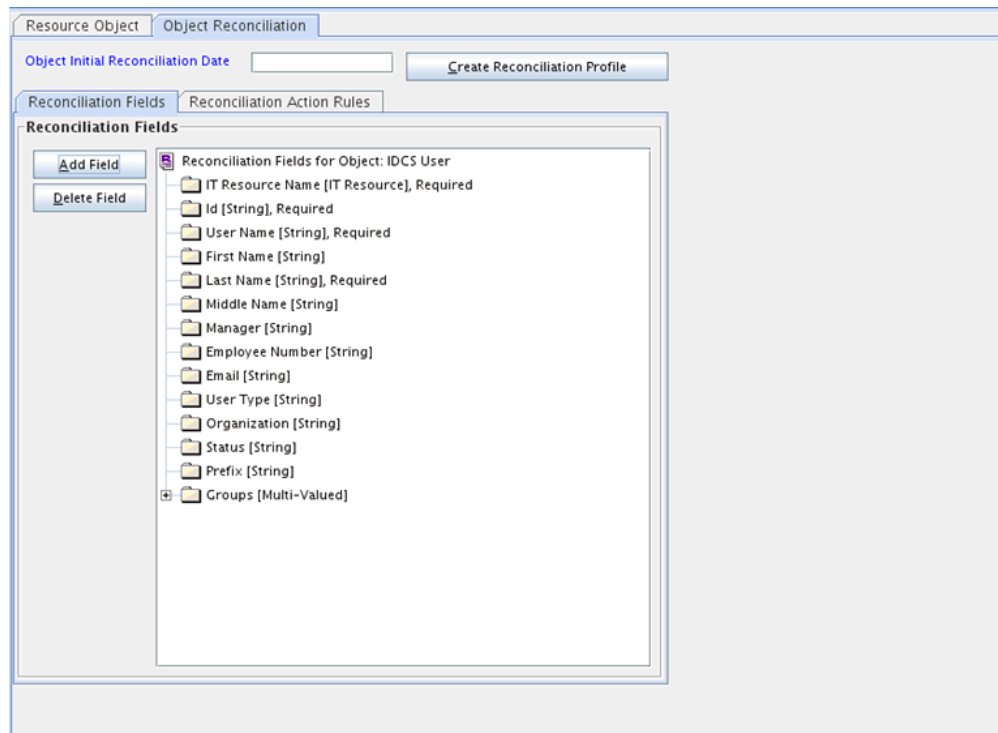 Resource Object Object Reconciliation
Object Initial Reconciliation Date Create Reconciliation Profile
Reconciliation Fields Reconciliation Action Rules
Reconciliation Fields
Add Field
Delete Field
Reconciliation Fields for Object: IDCS User
IT Resource Name [IT Resource], Required
Id [String], Required
User Name [String], Required
First Name [String]
Last Name [String], Required
Middle Name [String]
Manager [String]
Employee Number [String]
Email [String]
User Type [String]
Organization [String]
Status [String]
Prefix [String]
Groups [Multi-Valued]